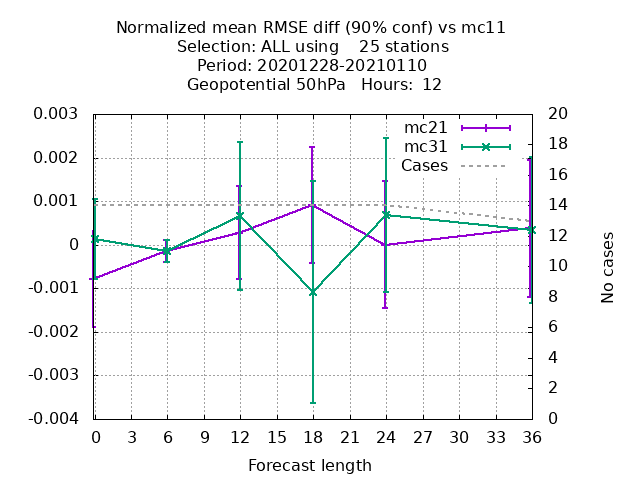 Normalized mean RMSE diff (90% conf) vs mc11
Selection: ALL using    25 stations
Period: 20201228-20210110
Geopotential 50hPa   Hours:  12
mc21
mc31
Cases
0.003
0.002
0.001
0
-0.001
-0.002
-0.003
-0.004
20
18
16
14
12
10
8
6
4
2
0
No cases
0 3 6 9 12 15 18 21 24 27 30 33 36
Forecast length